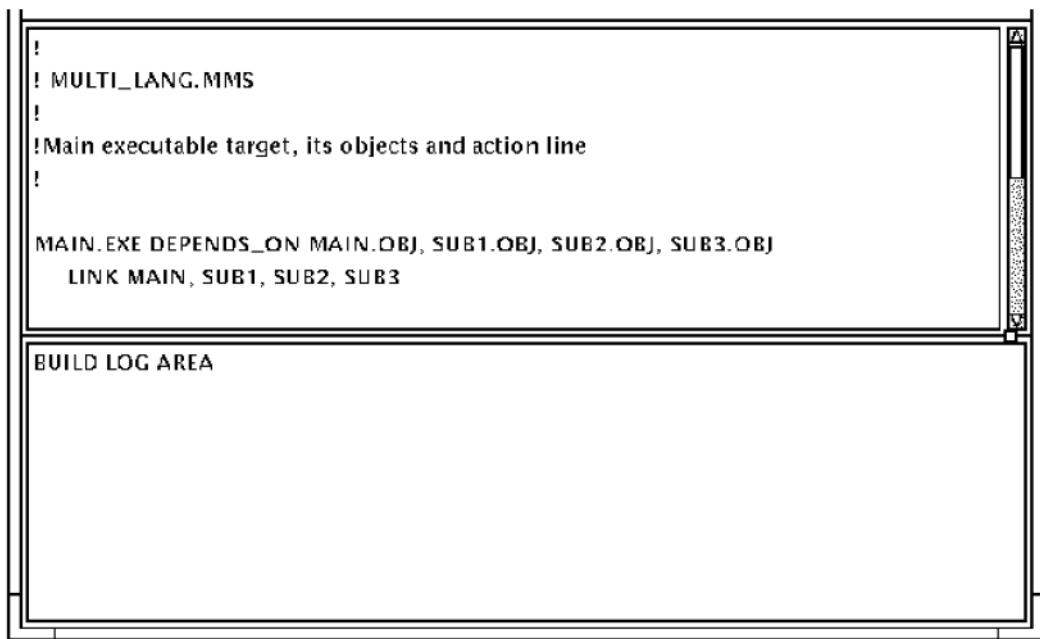 !
! MULTI_LANG.MMS
!
!Main executable target, its objects and action line
!
MAIN.EXE DEPENDS_ON MAIN.OBJ, SUB1.OBJ, SUB2.OBJ, SUB3.OBJ
LINK MAIN, SUB1, SUB2, SUB3
BUILD LOG AREA